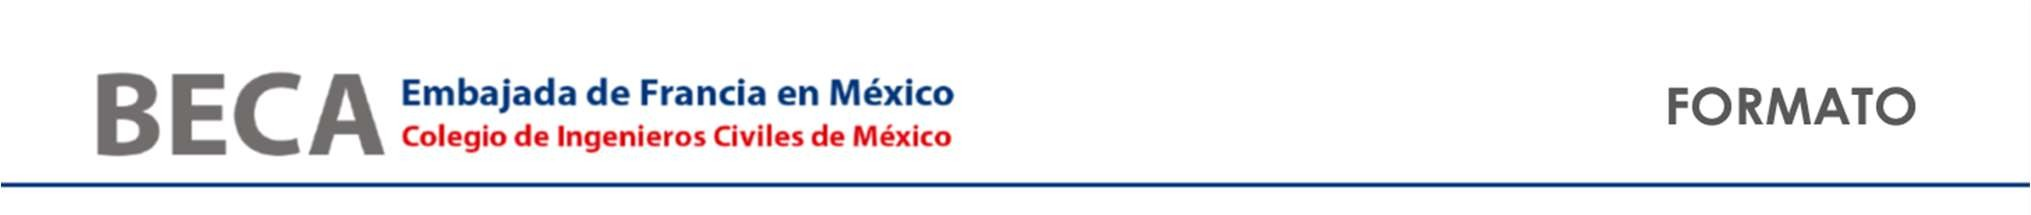 BECA
Embajada de Francia en México
Colegio de Ingenieros Civiles de México
FORMATO